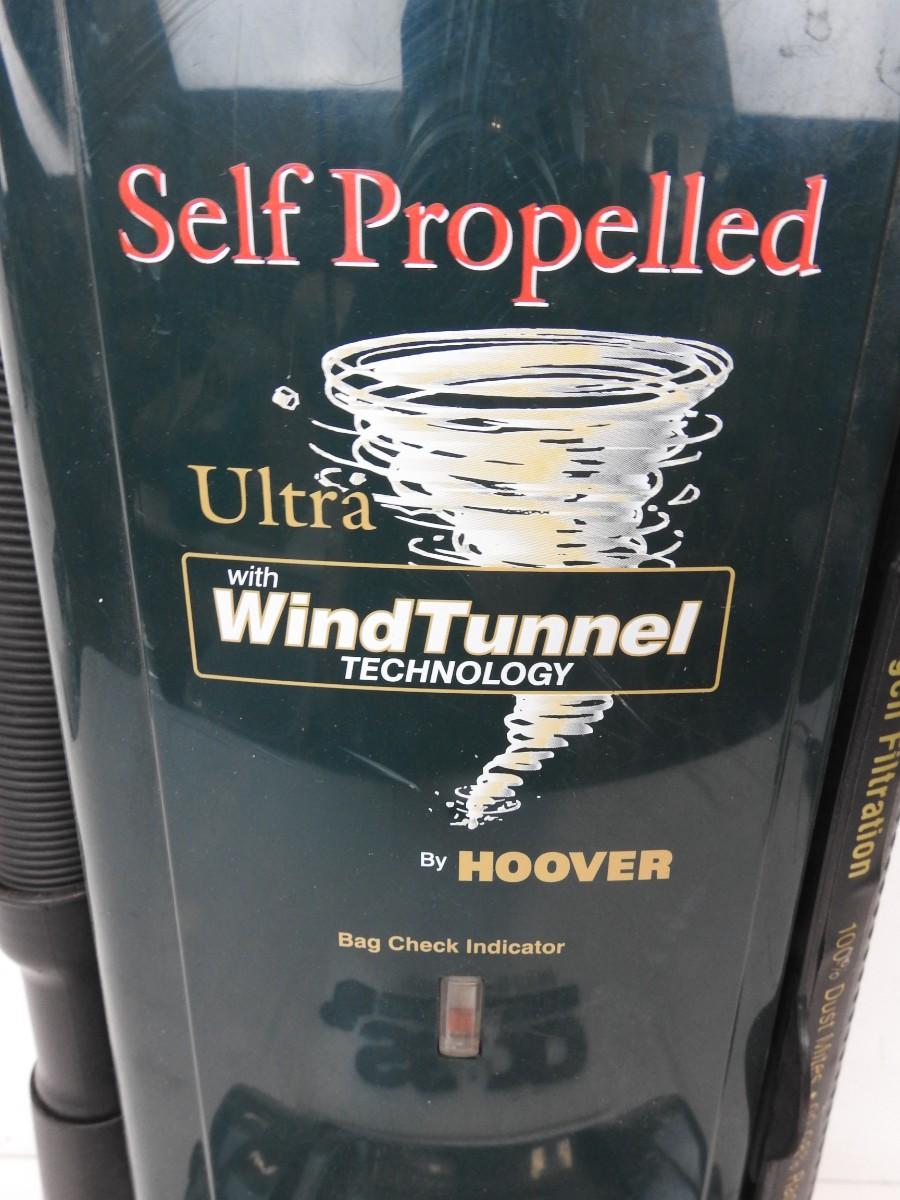 Self Propelled
Ultra
with
WindTunnel
TECHNOLOGY
By HOOVER
Bag Check Indicator
Filtration
100% Dust Mites •